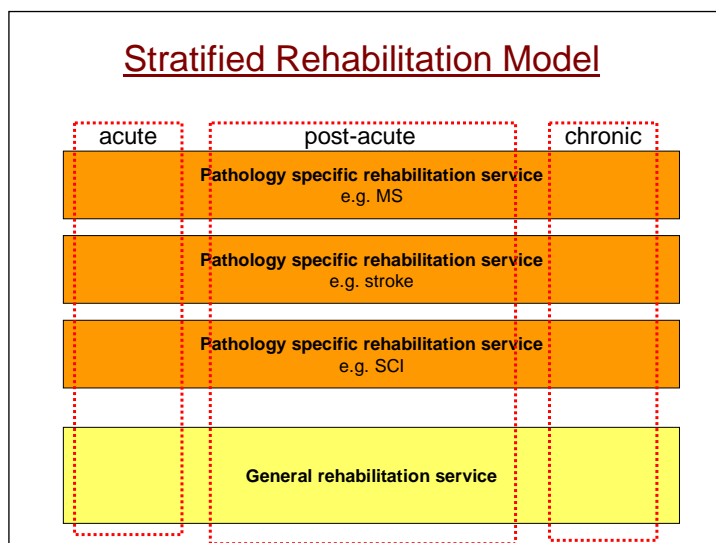 Stratified Rehabilitation Model
acute post-acute chronic
Pathology specific rehabilitation service
e.g. MS
Pathology specific rehabilitation service
e.g. stroke
Pathology specific rehabilitation service
e.g. SCI
General rehabilitation service